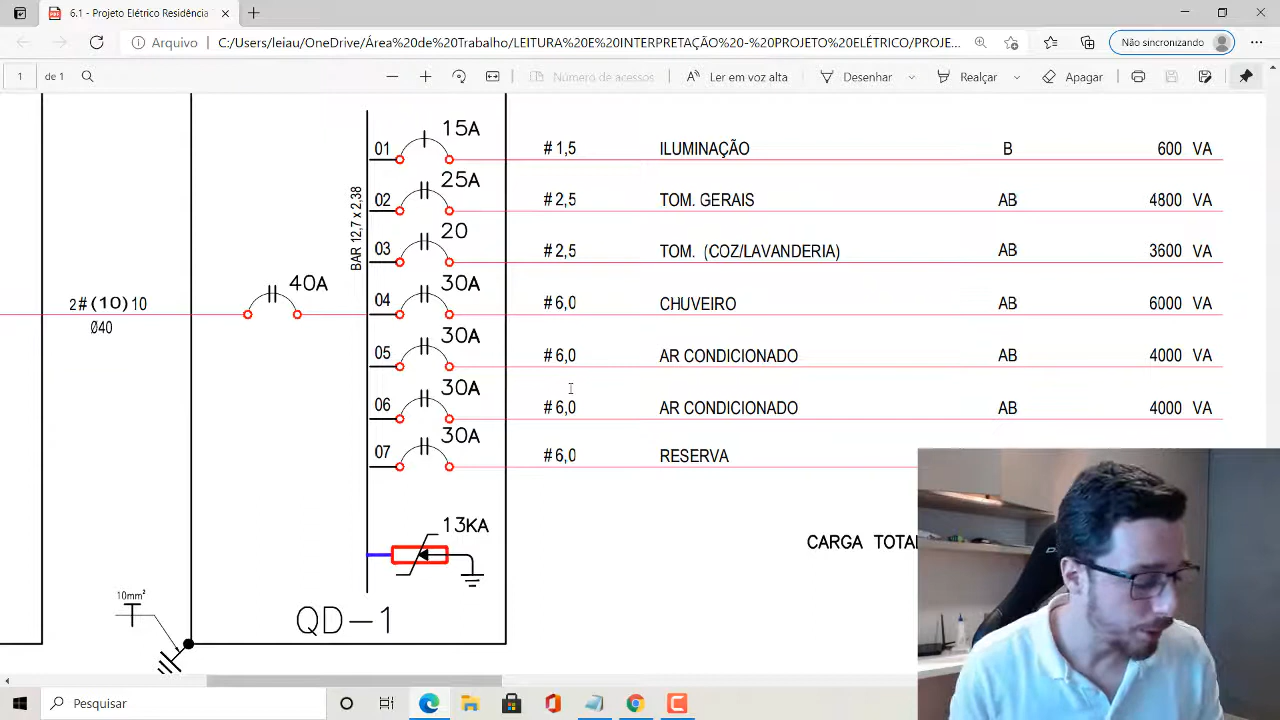 6.1 - Projeto Elétrico Residência
Arquivo C:/Users/leiau/OneDrive/Área%20de%20Trabalho/LEITURA%20E%20INTERPRETAÇÃO%20-%20PROJETO%20ELÉTRICO/PROJE... Não sincronizando
1 de 1 Número de acessos Ler em voz alta Desenhar Realçar Apagar
01 15A #1,5 ILUMINAÇÃO B 600 VA
02 25A #2,5 TOM. GERAIS AB 4800 VA
BAR 12,7 x 2,38
03 20 #2,5 TOM. (COZ/LAVANDERIA) AB 3600 VA
2#(10)10 40A 04 30A #6,0 CHUVEIRO AB 6000 VA
Ø40
05 30A #6,0 AR CONDICIONADO AB 4000 VA
06 30A #6,0 AR CONDICIONADO AB 4000 VA
07 30A #6,0 RESERVA
13KA
CARGA TOTAL
10mm²
QD-1
Pesquisar